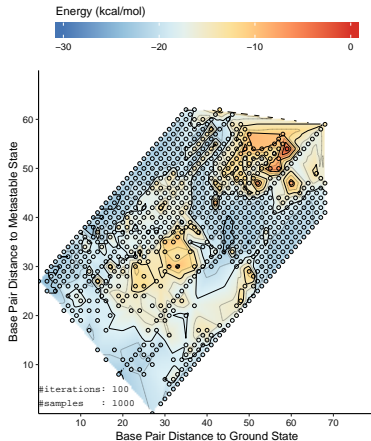 Energy (kcal/mol)
−30 −20 −10 0
60
50
40
30
20
10
Base Pair Distance to Metastable State
#iterations: 100
#samples : 1000
10 20 30 40 50 60 70
Base Pair Distance to Ground State